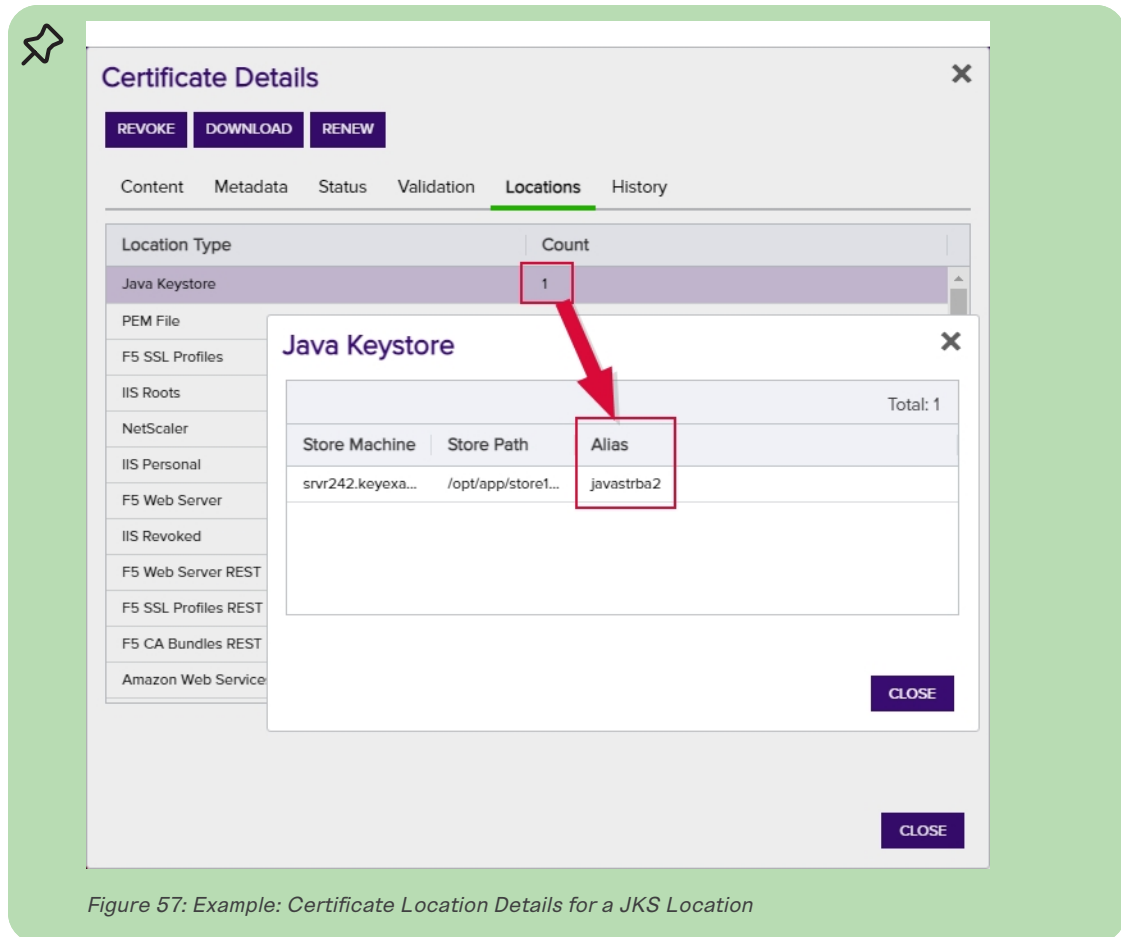 Certificate Details
REVOKE DOWNLOAD RENEW
Content Metadata Status Validation Locations History
Location Type Count
Java Keystore 1
PEM File
F5 SSL Profiles
IIS Roots
NetScaler
IIS Personal
F5 Web Server
IIS Revoked
F5 Web Server REST
F5 SSL Profiles REST
F5 CA Bundles REST
Amazon Web Service
Java Keystore
Total: 1
Store Machine Store Path Alias
srvr242.keyexa... /opt/app/store1... javastrba2
CLOSE
CLOSE
Figure 57: Example: Certificate Location Details for a JKS Location